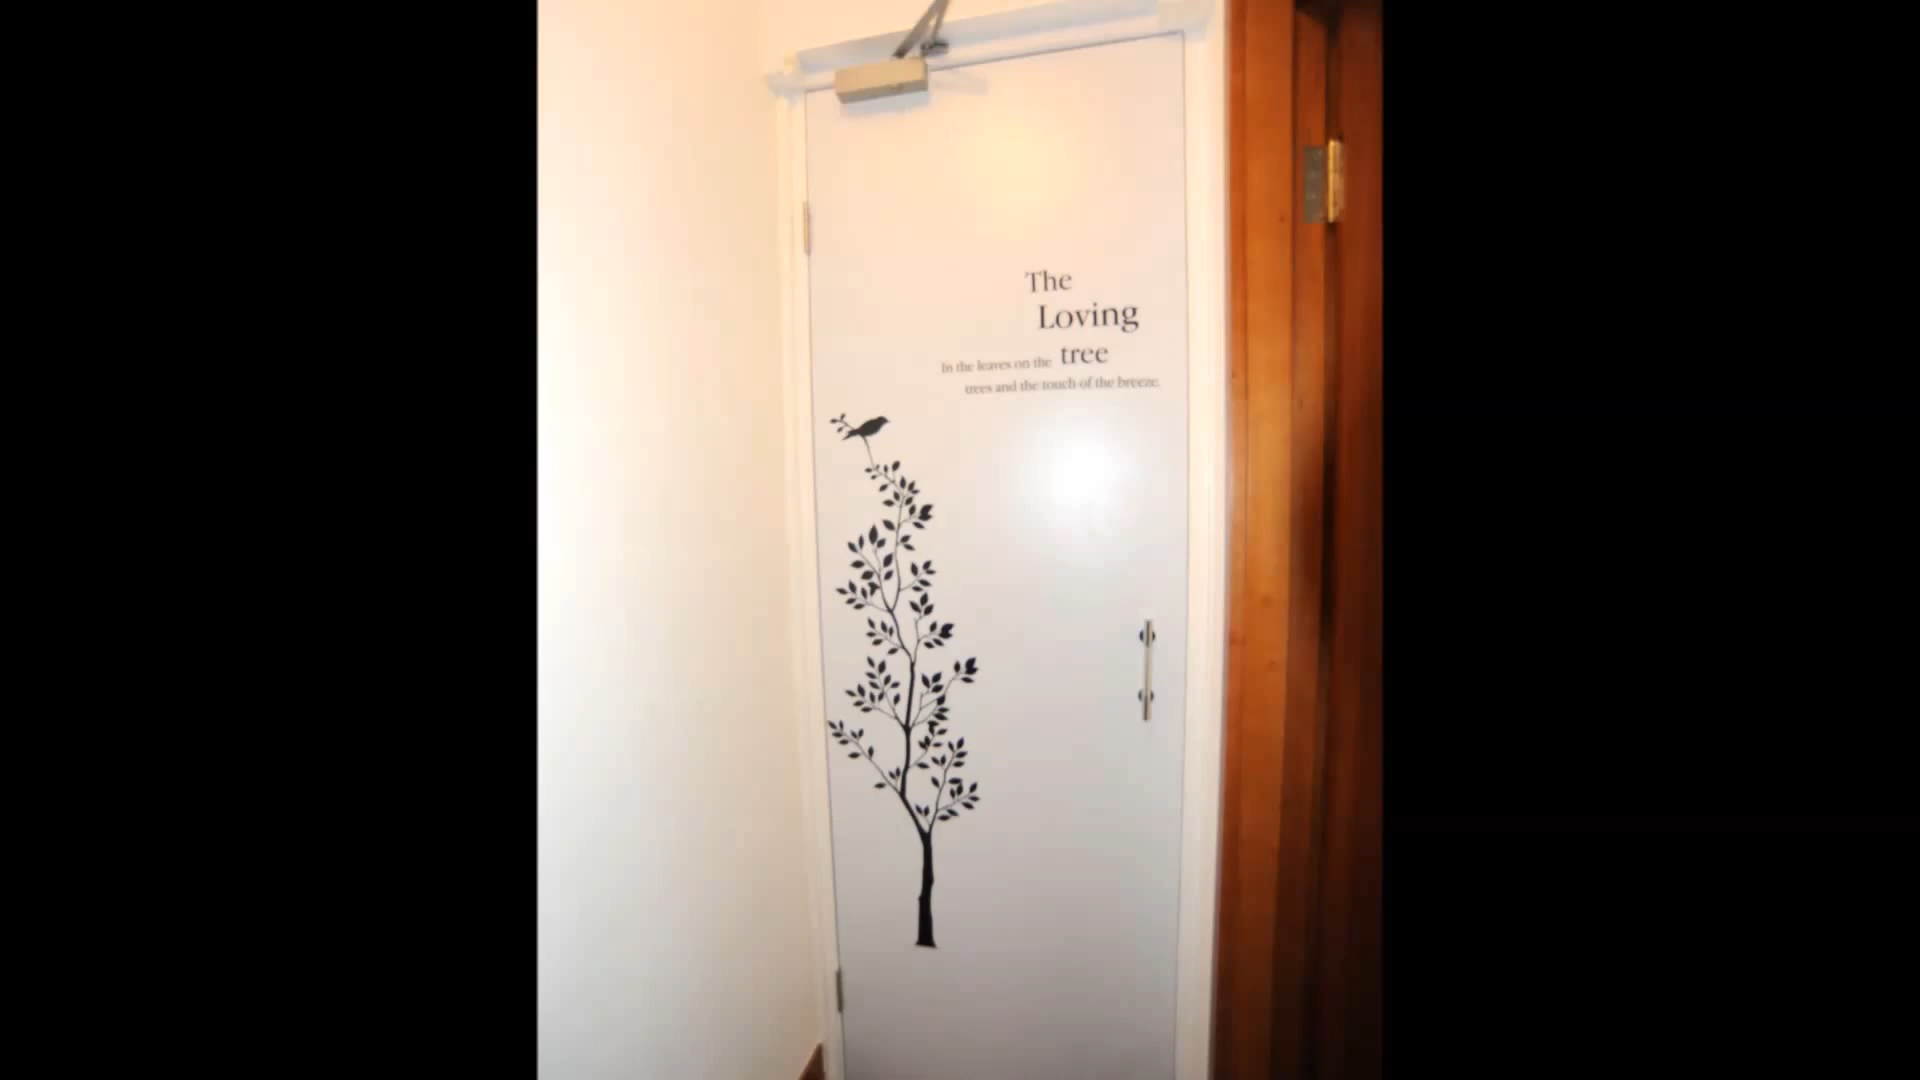 The
Loving
tree
In the leaves on the
trees and the touch of the breeze.